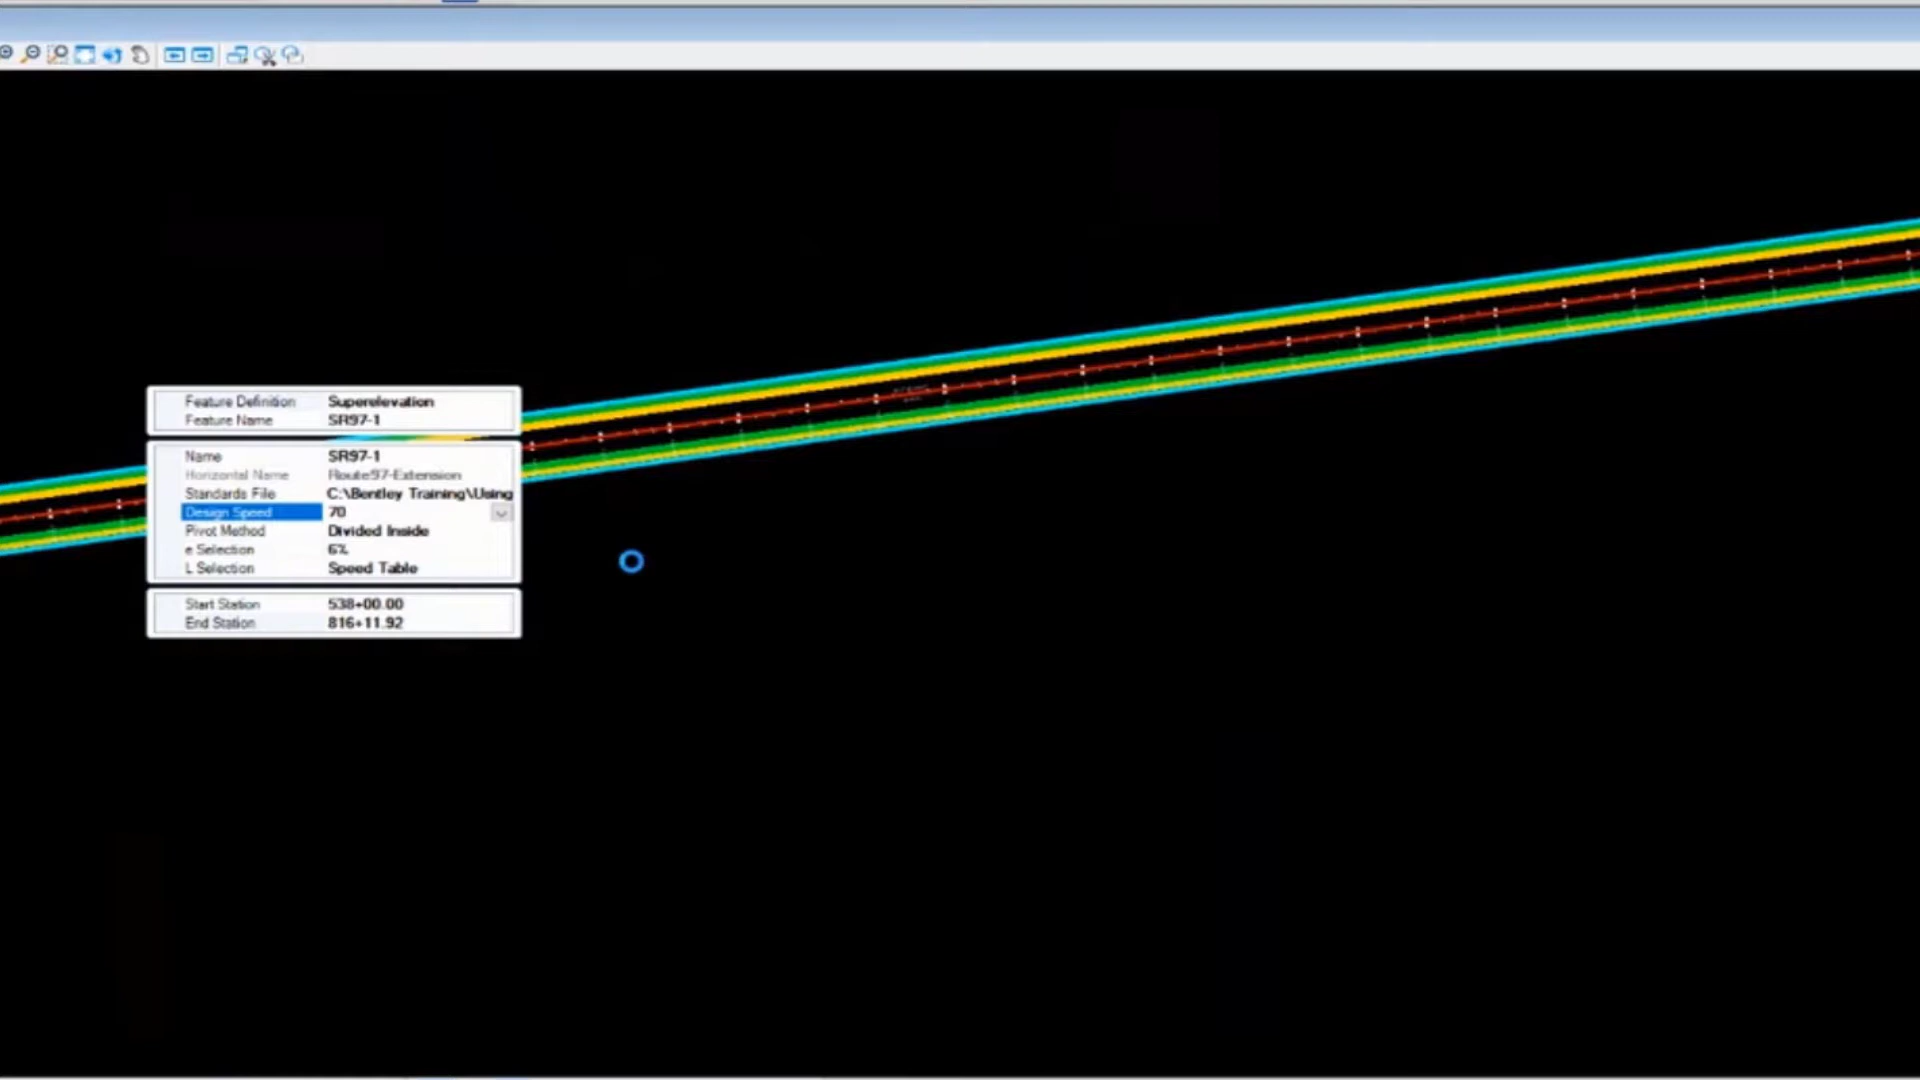 Feature Definition Superelevation
Feature Name SR97-1
Name SR97-1
Horizontal Name Route97-Extension
Standards File C:\Bentley Training\Using
Design Speed 70
Pivot Method Divided Inside
e Selection 6%
L Selection Speed Table
Start Station 538+00.00
End Station 816+11.92